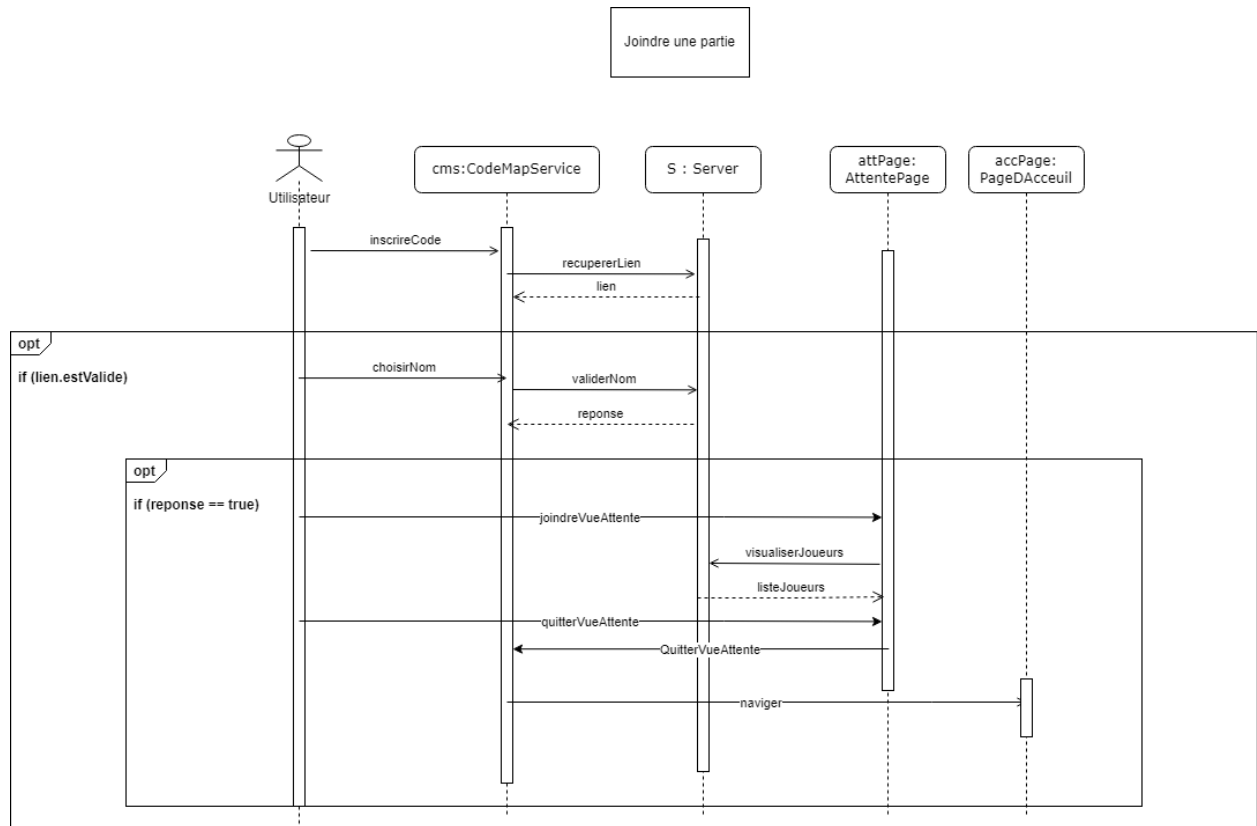 Joindre une partie
Utilisateur
cms:CodeMapService
S : Server
attPage:
AttentePage
accPage:
PageDAcceuil
inscrireCode
recupererLien
lien
opt
if (lien.estValide)
choisirNom
validerNom
reponse
opt
if (reponse == true)
joindreVueAttente
visualiserJoueurs
listeJoueurs
quitterVueAttente
QuitterVueAttente
naviger